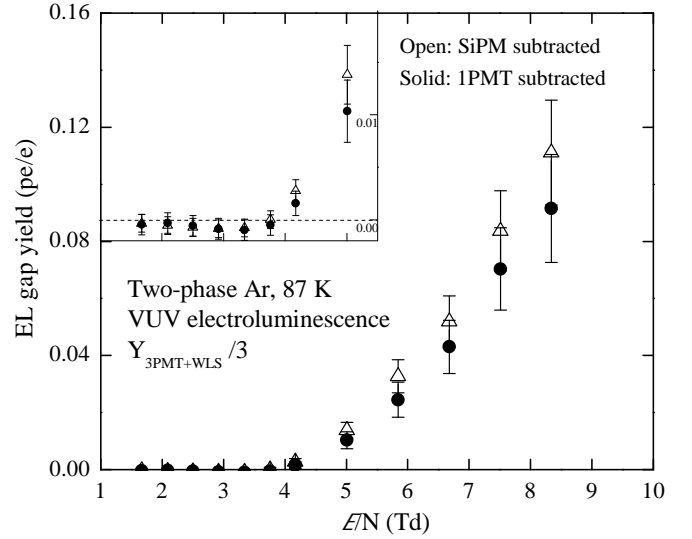 0.16
0.12
0.08
0.04
0.00
EL gap yield (pe/e)
0.01
0.00
Open: SiPM subtracted
Solid: 1PMT subtracted
Two-phase Ar, 87 K
VUV electroluminescence
Y3PMT+WLS /3
1 2 3 4 5 6 7 8 9 10
E/N (Td)